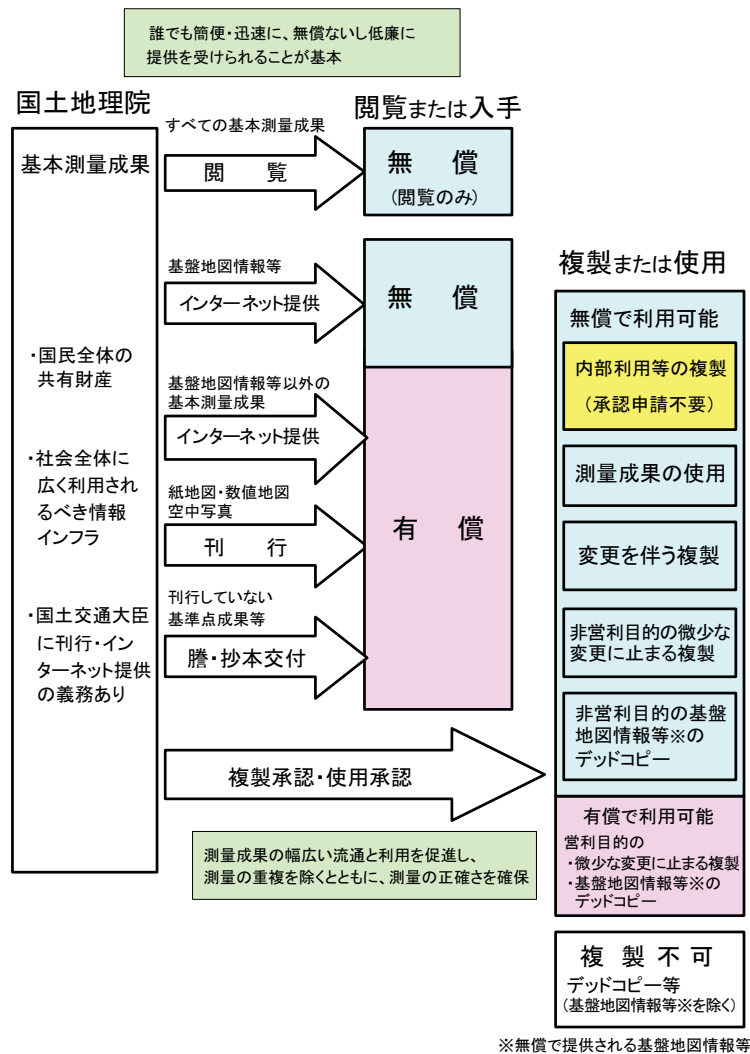 誰でも簡便・迅速に、無償ないし低廉に
提供を受けられることが基本
国土地理院
基本測量成果
・国民全体の
共有財産
・社会全体に
広く利用され
るべき情報
インフラ
・国土交通大臣
に刊行・イン
ターネット提供
の義務あり
すべての基本測量成果
閲　覧
基盤地図情報等
インターネット提供
基盤地図情報等以外の
基本測量成果
インターネット提供
紙地図・数値地図
空中写真
刊　行
刊行していない
基準点成果等
謄・抄本交付
複製承認・使用承認
閲覧または入手
無　償
(閲覧のみ)
無　償
有　償
測量成果の幅広い流通と利用を促進し、
測量の重複を除くとともに、測量の正確さを確保
複製または使用
無償で利用可能
内部利用等の複製
（承認申請不要）
測量成果の使用
変更を伴う複製
非営利目的の微少な
変更に止まる複製
非営利目的の基盤
地図情報等※の
デッドコピー
有償で利用可能
営利目的の
・微少な変更に止まる複製
・基盤地図情報等※の
デッドコピー
複 製 不 可
デッドコピー等
(基盤地図情報等※を除く)
※無償で提供される基盤地図情報等